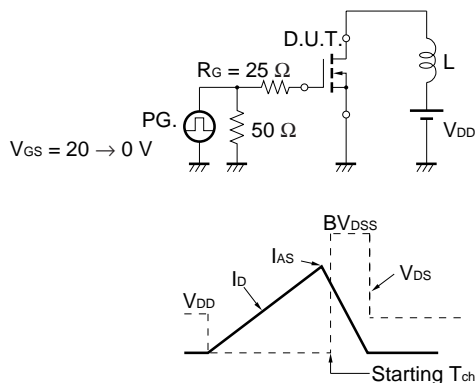 D.U.T.
RG = 25 Ω
L
PG.
50 Ω
VDD
VGS = 20 → 0 V
BVDSS
IAS
ID
VDS
VDD
Starting Tch